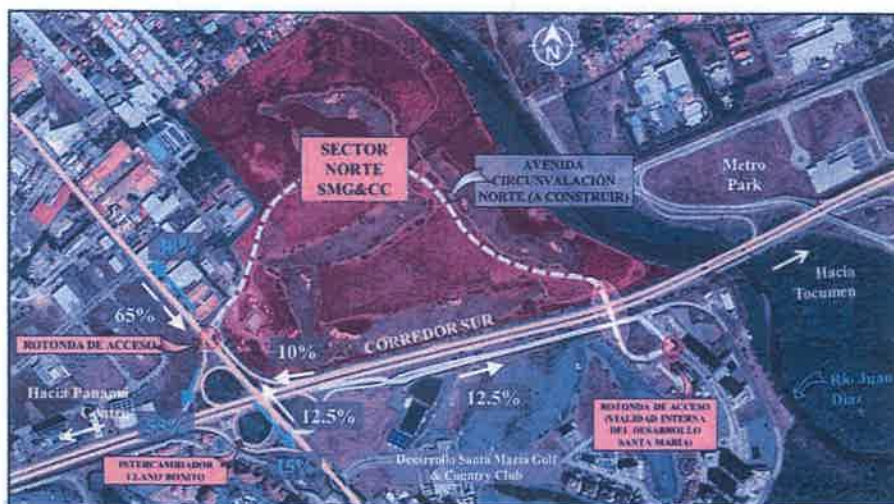 SECTOR
NORTE
SMG&CC
AVENIDA
CIRCUNVALACIÓN
NORTE (A CONSTRUIR)
Metro
Park
Hacia
Tocumen
65%
ROTONDA DE ACCESO
10%
CORREDOR SUR
Hacia Panamá
Centro
12.5%
12.5%
Río Juan
Díaz
ROTONDA DE ACCESO
(VIALIDAD INTERNA
DEL DESARROLLO
SANTA MARÍA)
INTERCAMBIADOR
LLANO BONITO
Desarrollo Santa María Golf
& Country Club